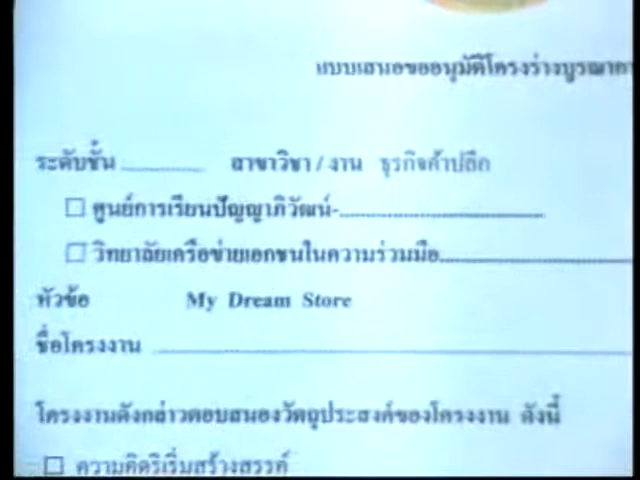 แบบเสนอขออนุมัติโครงร่างบูรณาการ
ระดับชั้น............... สาขาวิชา / งาน ธุรกิจค้าปลีก
☐ ศูนย์การเรียนปัญญาภิวัฒน์-..................................
☐ วิทยาลัยเครือข่ายเอกชนในความร่วมมือ..................................
หัวข้อ My Dream Store
ชื่อโครงงาน ..................................
โครงงานดังกล่าวตอบสนองวัตถุประสงค์ของโครงงาน ดังนี้
☐ ความคิดริเริ่มสร้างสรรค์